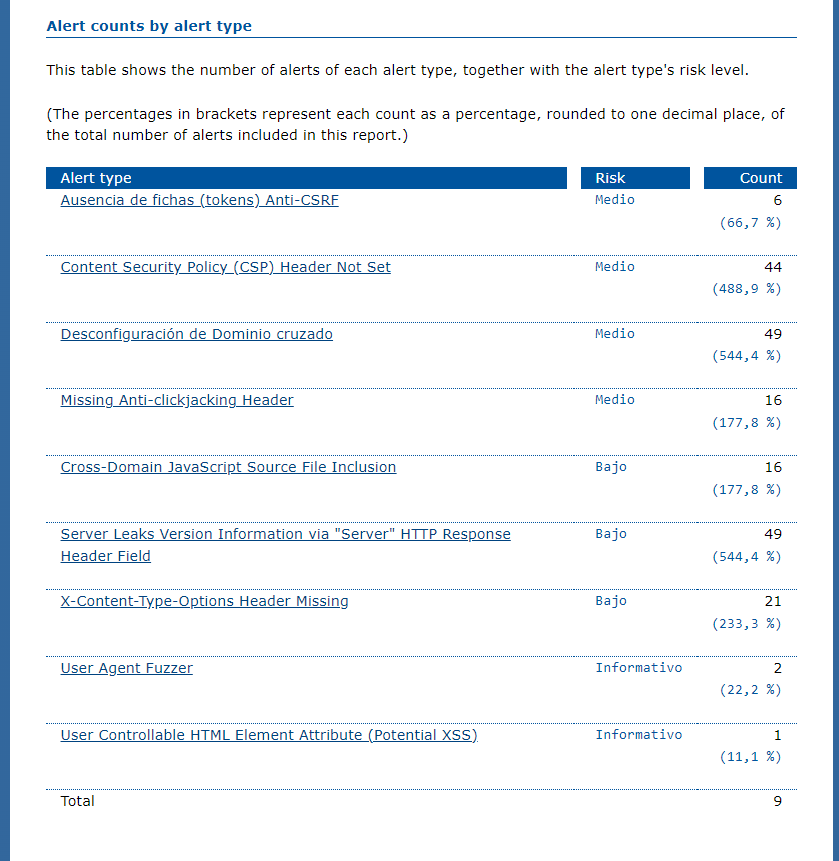 Alert counts by alert type
This table shows the number of alerts of each alert type, together with the alert type's risk level.
(The percentages in brackets represent each count as a percentage, rounded to one decimal place, of
the total number of alerts included in this report.)
Alert type Risk Count
Ausencia de fichas (tokens) Anti-CSRF Medio 6
(66,7 %)
Content Security Policy (CSP) Header Not Set Medio 44
(488,9 %)
Desconfiguración de Dominio cruzado Medio 49
(544,4 %)
Missing Anti-clickjacking Header Medio 16
(177,8 %)
Cross-Domain JavaScript Source File Inclusion Bajo 16
(177,8 %)
Server Leaks Version Information via "Server" HTTP Response Bajo 49
Header Field (544,4 %)
X-Content-Type-Options Header Missing Bajo 21
(233,3 %)
User Agent Fuzzer Informativo 2
(22,2 %)
User Controllable HTML Element Attribute (Potential XSS) Informativo 1
(11,1 %)
Total 9